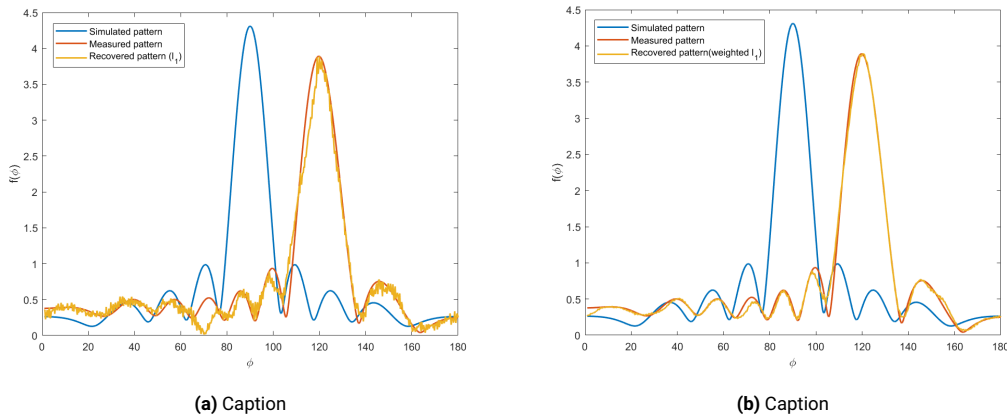 Simulated pattern
Measured pattern
Recovered pattern (l₁)
4.5
4
3.5
3
2.5
2
1.5
1
0.5
0
f(ϕ)
0 20 40 60 80 100 120 140 160 180
ϕ
(a) Caption
Simulated pattern
Measured pattern
Recovered pattern(weighted l₁)
4.5
4
3.5
3
2.5
2
1.5
1
0.5
0
f(ϕ)
0 20 40 60 80 100 120 140 160 180
ϕ
(b) Caption